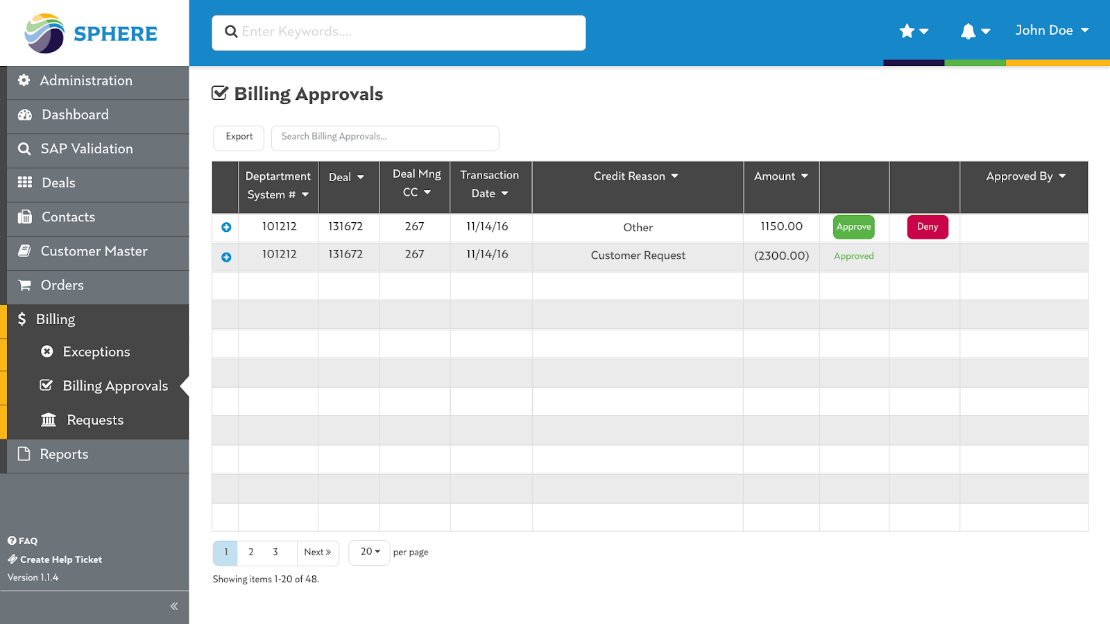 SPHERE
Enter Keywords....
John Doe
Administration
Dashboard
SAP Validation
Deals
Contacts
Customer Master
Orders
$ Billing
Exceptions
Billing Approvals
Requests
Reports
FAQ
Create Help Ticket
Version 1.1.4
«
Billing Approvals
Export
Search Billing Approvals...
Deptartment System # Deal Deal Mng CC Transaction Date Credit Reason Amount Approved By
101212 131672 267 11/14/16 Other 1150.00 Approve Deny
101212 131672 267 11/14/16 Customer Request (2300.00) Approved
1 2 3 Next » 20 per page
Showing items 1-20 of 48.